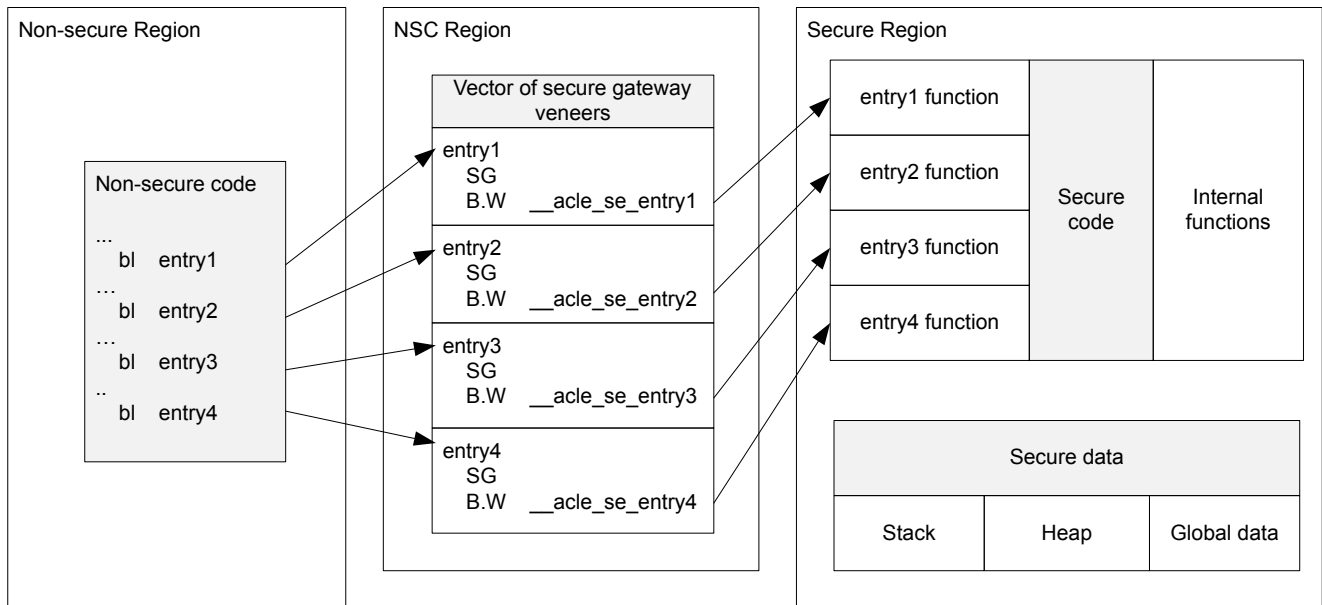 Non-secure Region
Non-secure code
...
bl entry1
...
bl entry2
...
bl entry3
..
bl entry4
NSC Region
Vector of secure gateway
veneers
entry1
SG
B.W __acle_se_entry1
entry2
SG
B.W __acle_se_entry2
entry3
SG
B.W __acle_se_entry3
entry4
SG
B.W __acle_se_entry4
Secure Region
entry1 function
entry2 function
entry3 function
entry4 function
Secure
code
Internal
functions
Secure data
Stack
Heap
Global data